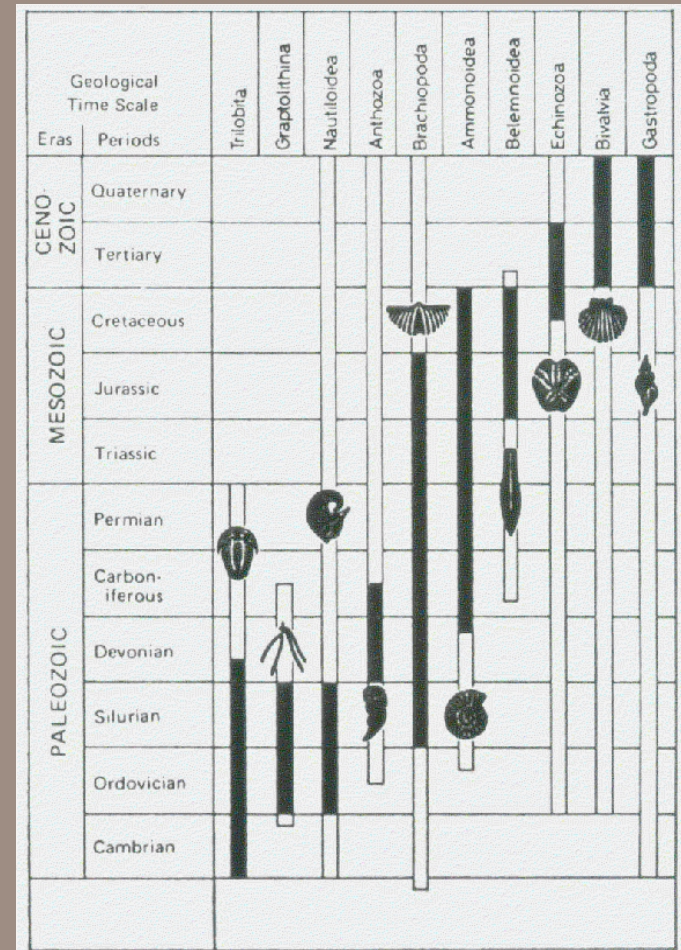 Geological
Time Scale
Eras Periods
Trilobita
Graptolithina
Nautiloidea
Anthozoa
Brachiopoda
Ammonoidea
Belemnoidea
Echinozoa
Bivalvia
Gastropoda
CENO-
ZOIC
Quaternary
Tertiary
MESOZOIC
Cretaceous
Jurassic
Triassic
PALEOZOIC
Permian
Carbon-
iferous
Devonian
Silurian
Ordovician
Cambrian